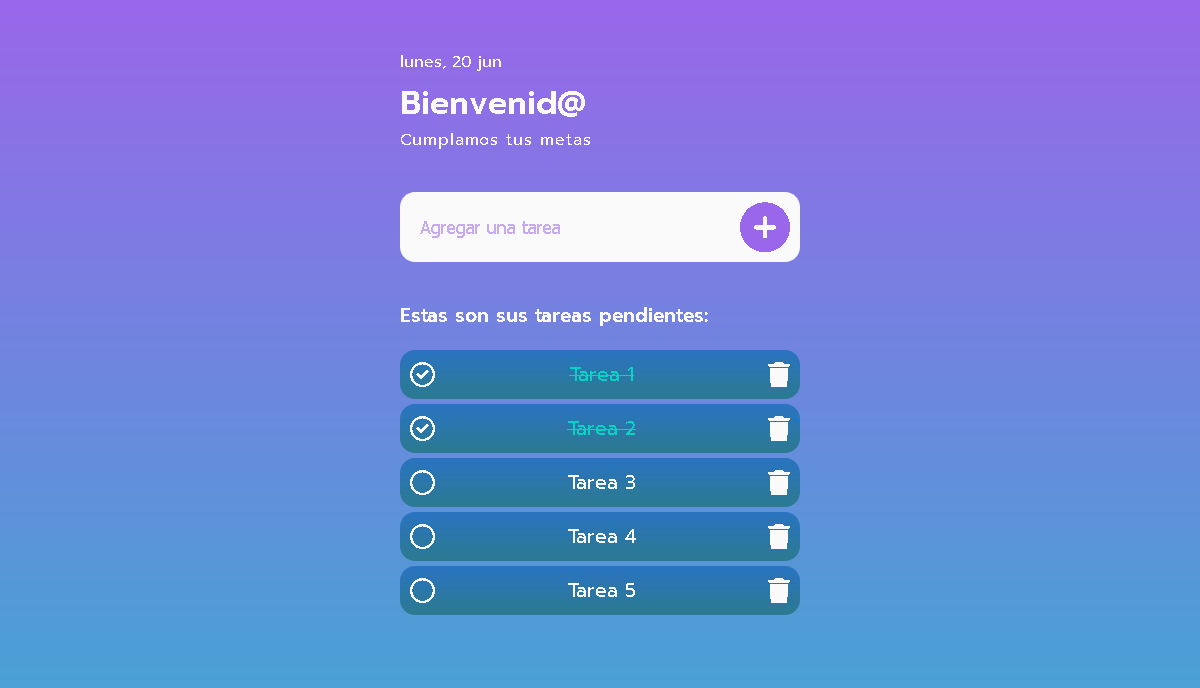 lunes, 20 jun
Bienvenid@
Cumplamos tus metas
Agregar una tarea
Estas son sus tareas pendientes:
Tarea 1
Tarea 2
Tarea 3
Tarea 4
Tarea 5